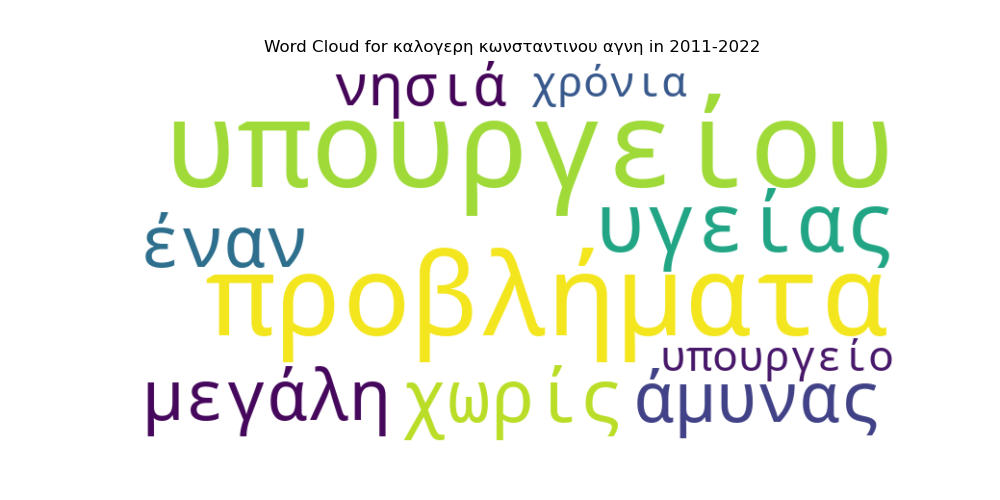 Word Cloud for καλογερη κωνσταντινου αγνη in 2011-2022
νησιά χρόνια
υπουργείου
έναν υγείας
προβλήματα
υπουργείο
μεγάλη χωρίς άμυνας